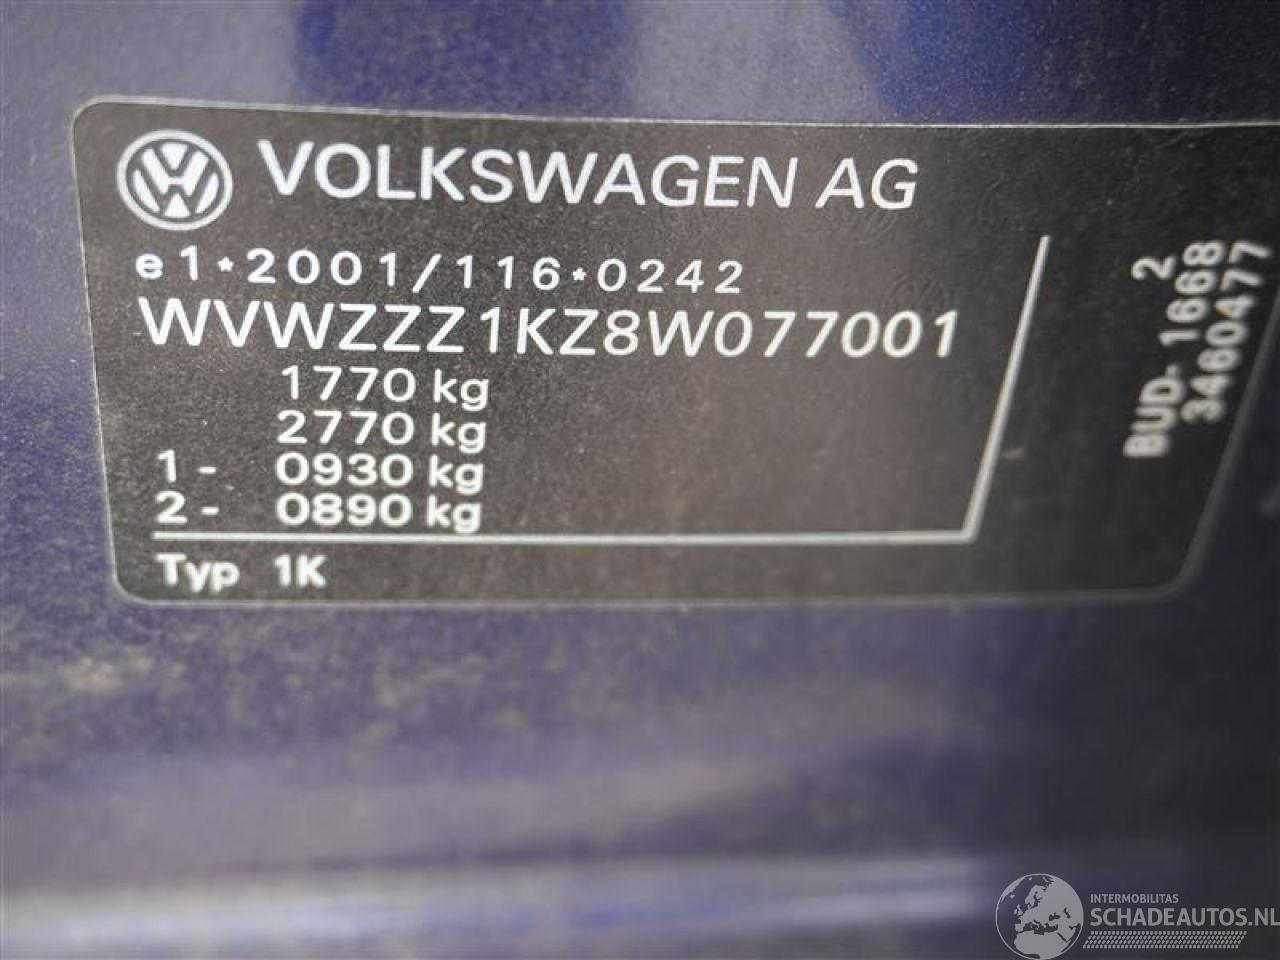 VOLKSWAGEN AG
e1*2001/116*0242
WVWZZZ1KZ8W077001
1770 kg
2770 kg
1- 0930 kg
2- 0890 kg
Typ 1K
2
BUD-1668
3460477
INTERMOBILITAS
SCHADEAUTOS.NL